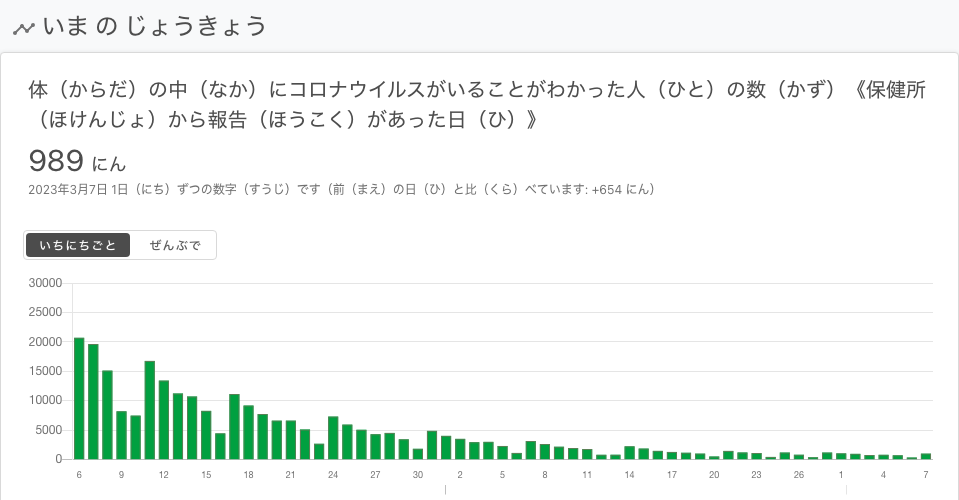 いま の じょうきょう
体（からだ）の中（なか）にコロナウイルスがいることがわかった人（ひと）の数（かず）《保健所
（ほけんじょ）から報告（ほうこく）があった日（ひ）》
989 にん
2023年3月7日 1日（にち）ずつの数字（すうじ）です（前（まえ）の日（ひ）と比（くら）べています: +654 にん）
いちにちごと ぜんぶで
30000
25000
20000
15000
10000
5000
0
6 9 12 15 18 21 24 27 30 2 5 8 11 14 17 20 23 26 1 4 7